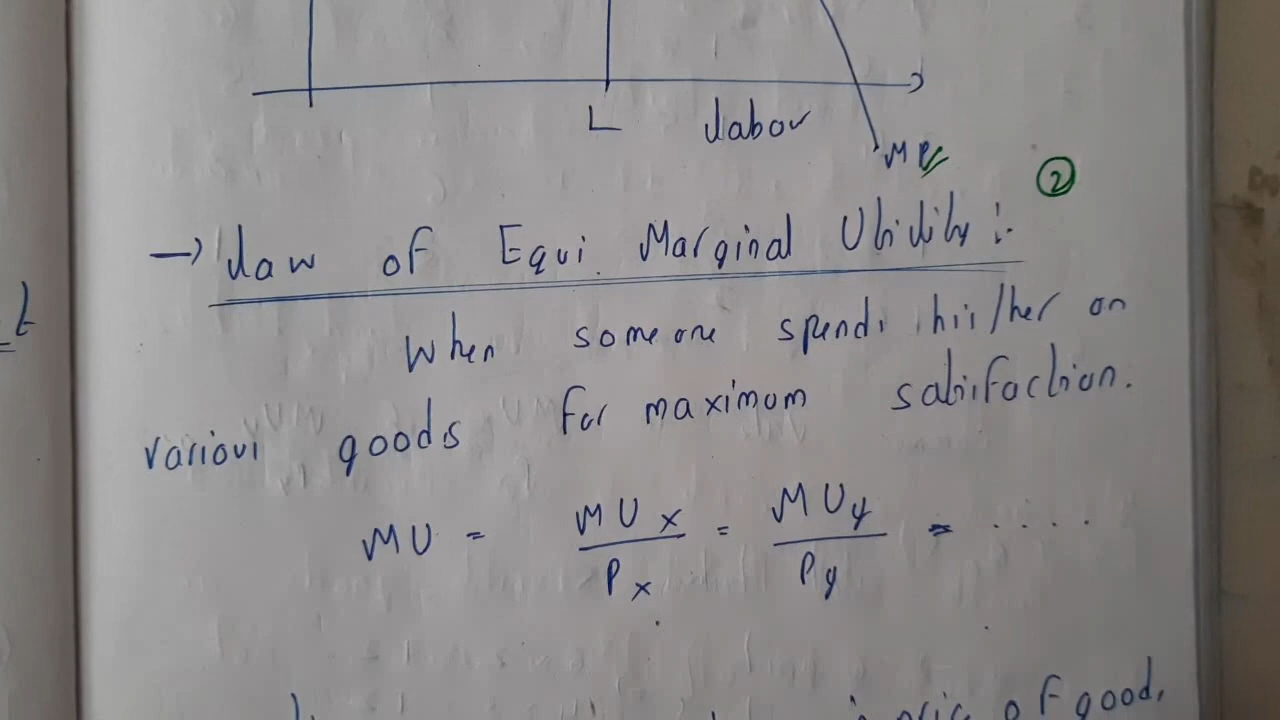 L labor
MP
②
→ Law of Equi. Marginal Utility :-
When someone spends his/her on
various goods for maximum satisfaction.
MU = MUx/Px = MUy/Py = .....
of good,